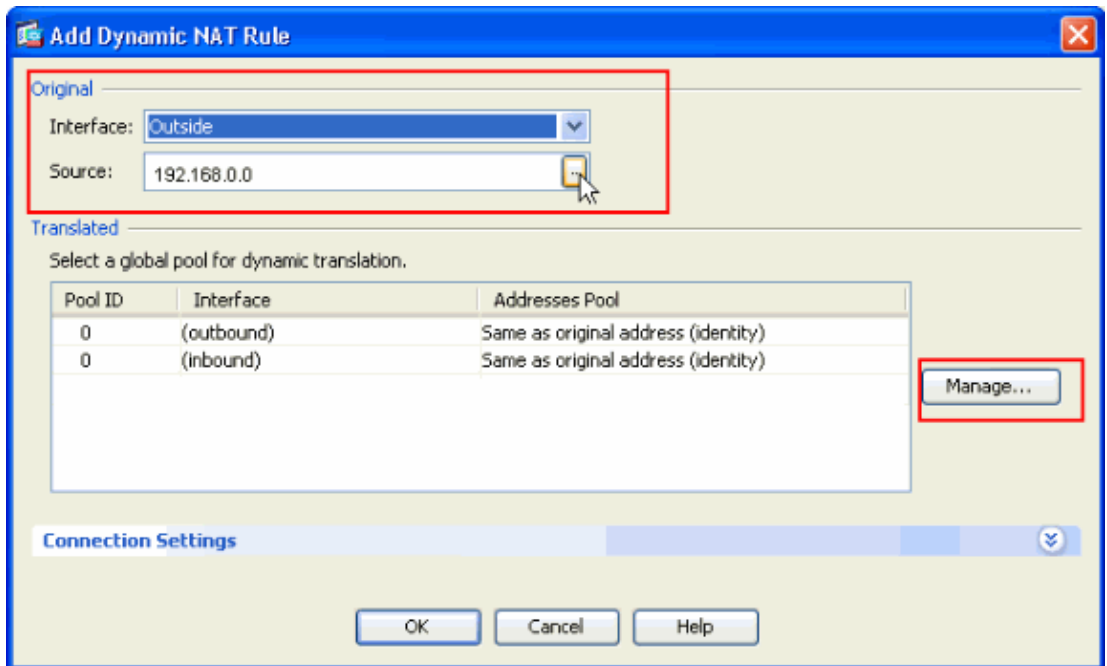 Add Dynamic NAT Rule
Original
Interface: Outside
Source: 192.168.0.0 ...
Translated
Select a global pool for dynamic translation.
Pool ID Interface Addresses Pool
0 (outbound) Same as original address (identity)
0 (inbound) Same as original address (identity)
Manage...
Connection Settings
OK Cancel Help